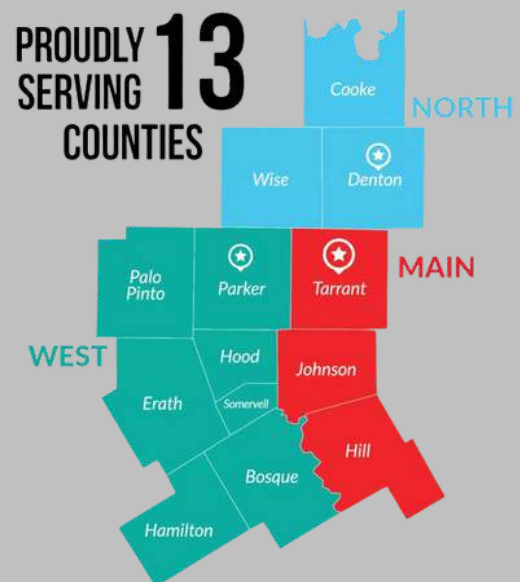 PROUDLY
SERVING 13
COUNTIES
Cooke
NORTH
Wise
Denton
Palo
Pinto
Parker
Tarrant
MAIN
WEST
Hood
Johnson
Erath
Somervell
Hill
Bosque
Hamilton